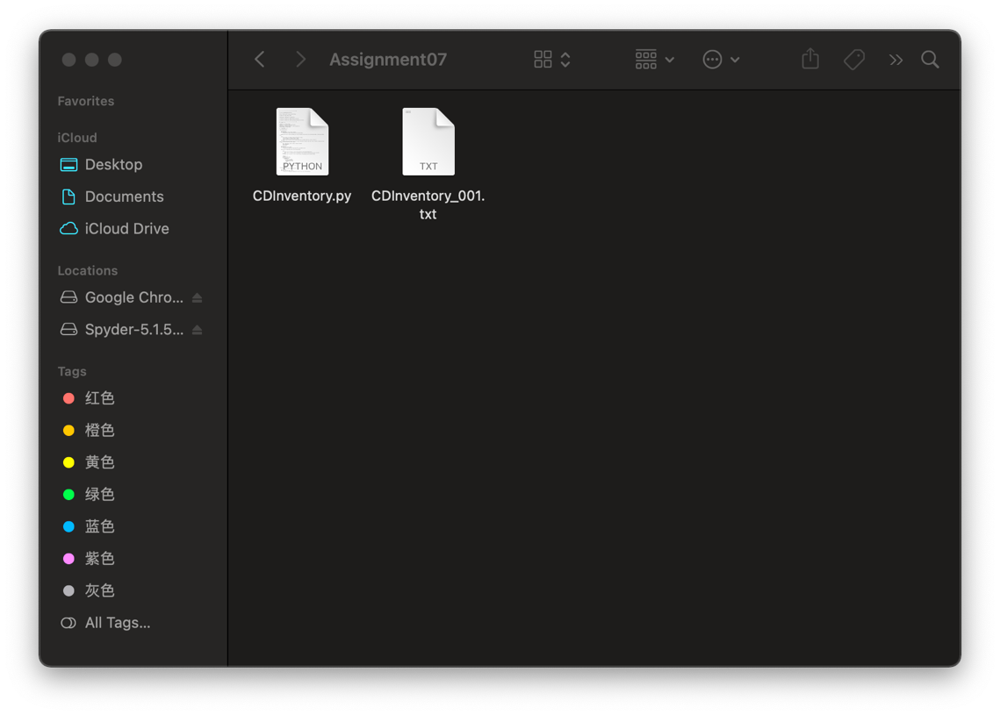 Assignment07
Favorites
iCloud
Desktop
Documents
iCloud Drive
Locations
Google Chro...
Spyder-5.1.5...
Tags
红色
橙色
黄色
绿色
蓝色
紫色
灰色
All Tags...
PYTHON
CDInventory.py
TXT
CDInventory_001.
txt